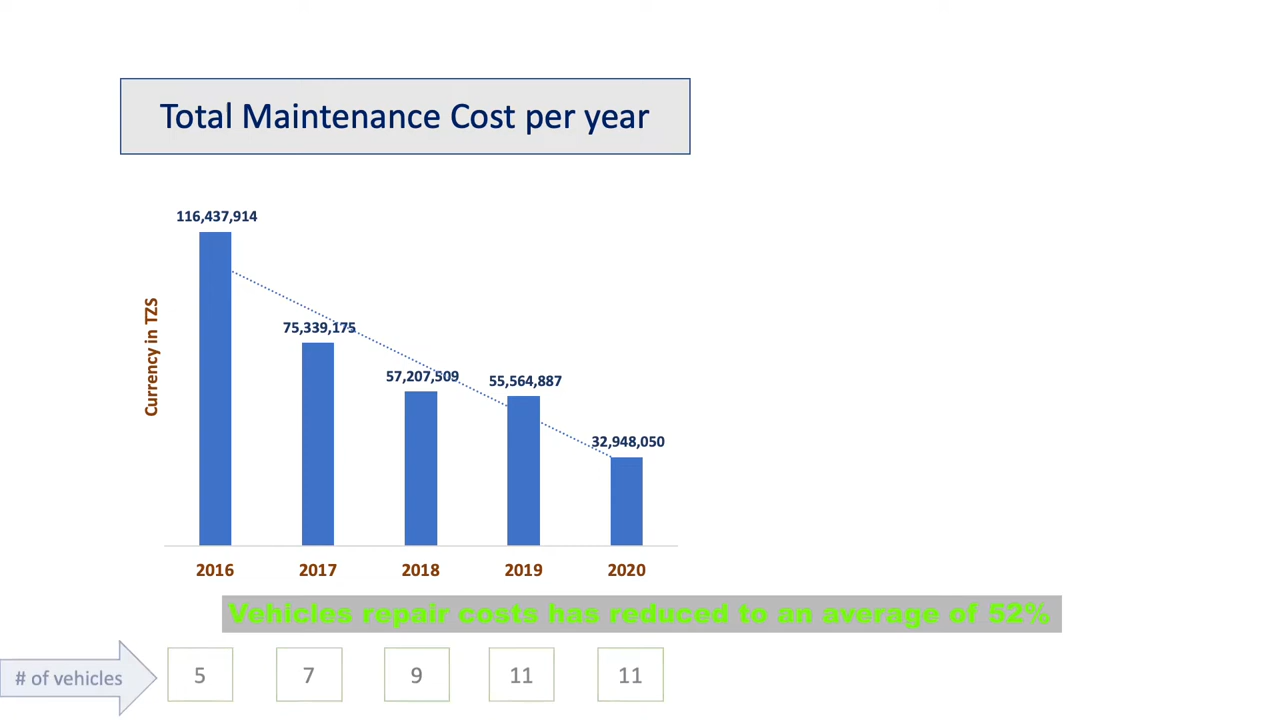 Total Maintenance Cost per year
116,437,914
75,339,175
57,207,509
55,564,887
32,948,050
Currency in TZS
2016 2017 2018 2019 2020
Vehicles repair costs has reduced to an average of 52%
# of vehicles 5 7 9 11 11